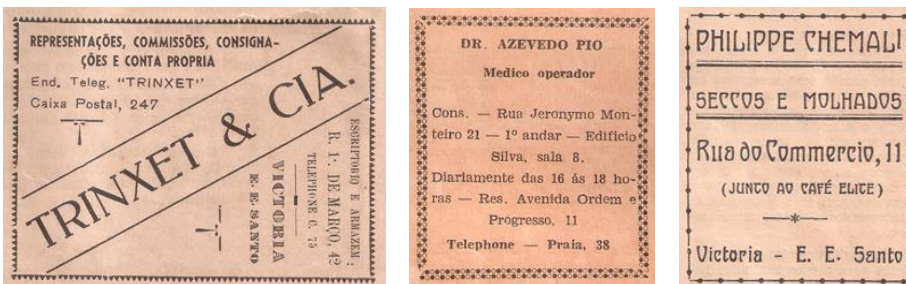 REPRESENTAÇÕES, COMMISSÕES, CONSIGNA-
ÇÕES E CONTA PROPRIA
End. Teleg. "TRINXET"
Caixa Postal, 247
TRINXET & CIA.
ESCRIPTORIO E ARMAZEM:
R. 1º. DE MARÇO, 42
TELEPHONE C. 75
VICTORIA
E. E. SANTO
DR. AZEVEDO PIO
Medico operador
Cons. — Rua Jeronymo Mon-
teiro 21 — 1º andar — Edificio
Silva, sala 8.
Diariamente das 16 ás 18 ho-
ras — Res. Avenida Ordem e
Progresso, 11
Telephone — Praia, 38
PHILIPPE CHEMALI
SECCOS E MOLHADOS
Rua do Commercio, 11
(JUNTO AO CAFÉ ELITE)
Victoria - E. E. Santo